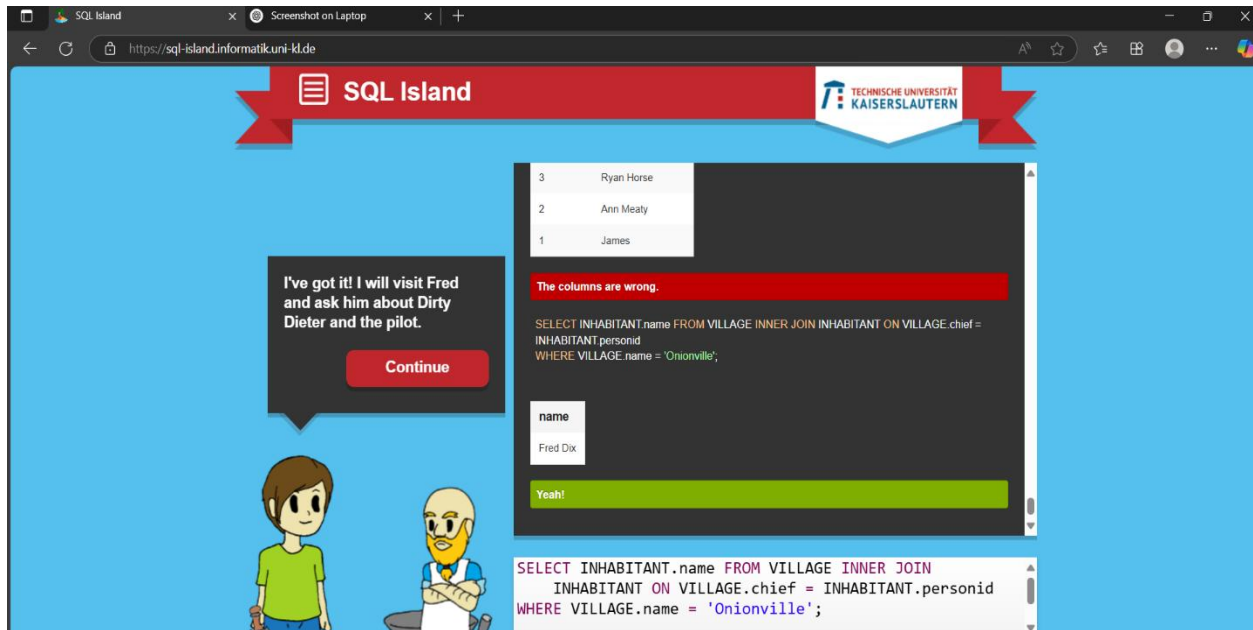 SQL Island
Screenshot on Laptop
https://sql-island.informatik.uni-kl.de
SQL Island
TECHNISCHE UNIVERSITÄT
KAISERSLAUTERN
3 Ryan Horse
2 Ann Meaty
1 James
I've got it! I will visit Fred
and ask him about Dirty
Dieter and the pilot.
Continue
The columns are wrong.
SELECT INHABITANT.name FROM VILLAGE INNER JOIN INHABITANT ON VILLAGE.chief =
INHABITANT.personid
WHERE VILLAGE.name = 'Onionville';
name
Fred Dix
Yeah!
SELECT INHABITANT.name FROM VILLAGE INNER JOIN
INHABITANT ON VILLAGE.chief = INHABITANT.personid
WHERE VILLAGE.name = 'Onionville';